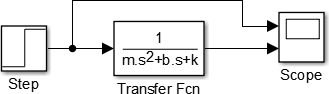 1
m.s2+b.s+k
Step
Transfer Fcn
Scope